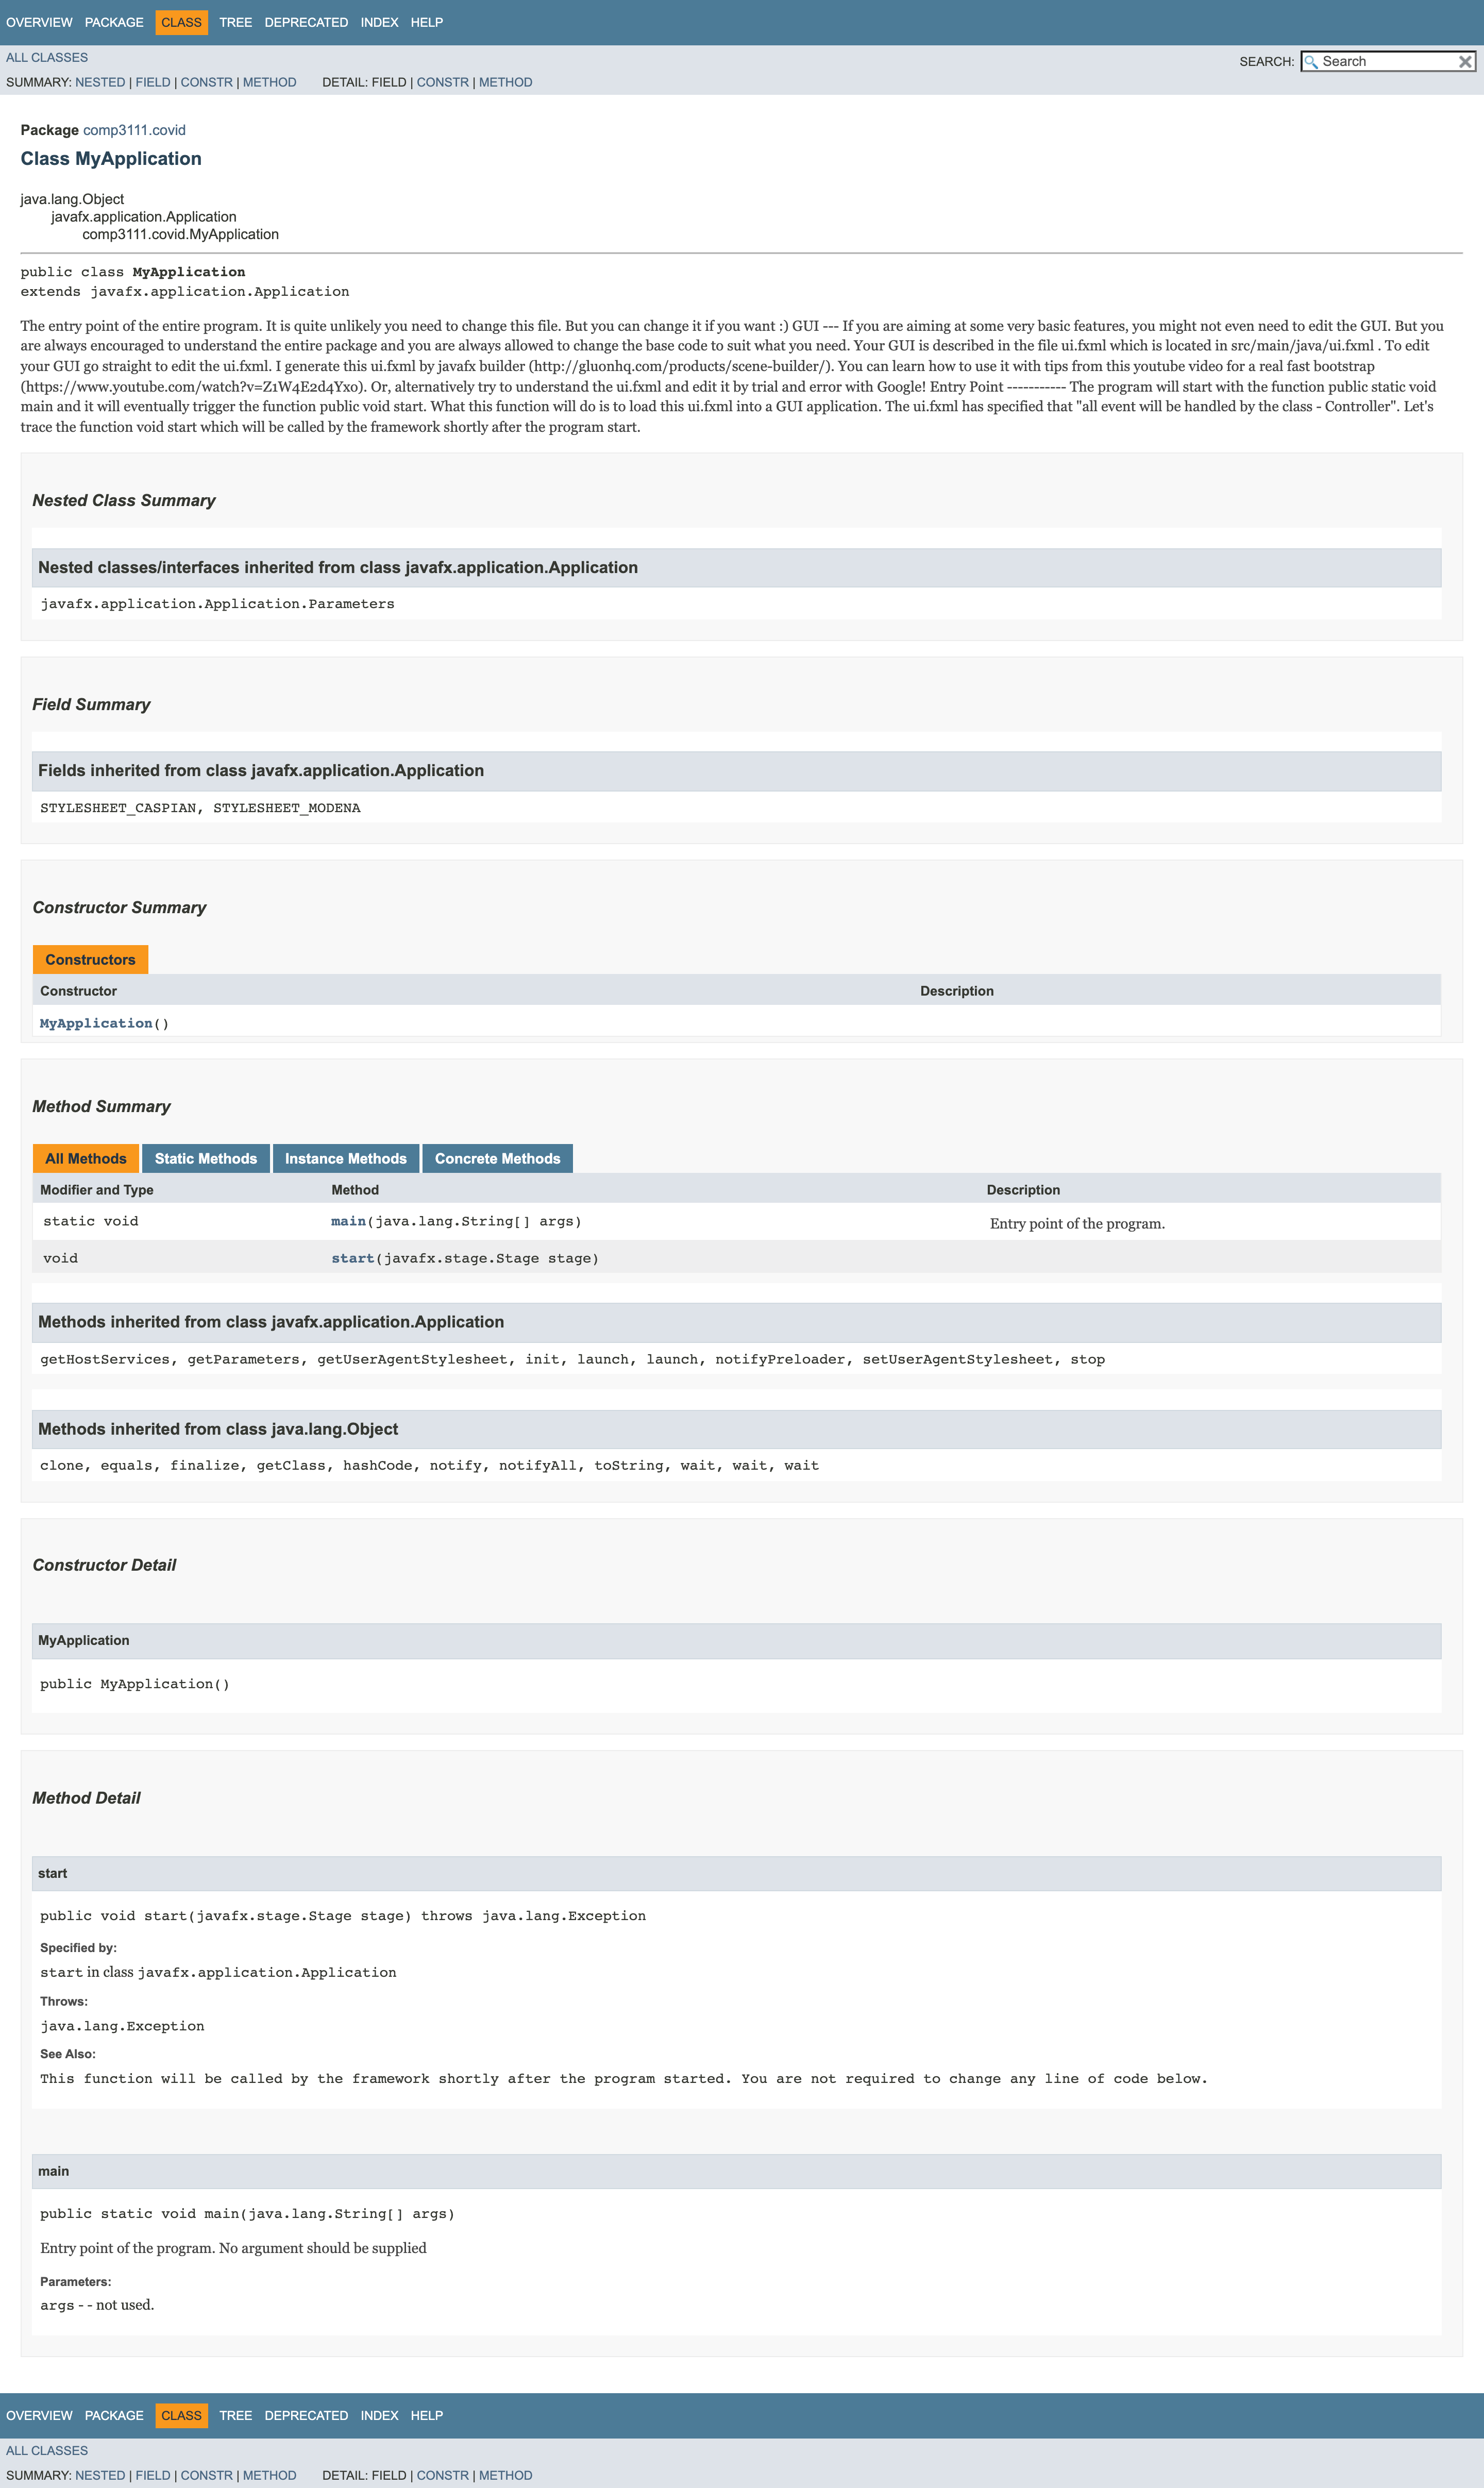 OVERVIEW PACKAGE CLASS TREE DEPRECATED INDEX HELP
ALL CLASSES
SEARCH: Search
SUMMARY: NESTED | FIELD | CONSTR | METHOD DETAIL: FIELD | CONSTR | METHOD
Package comp3111.covid
Class MyApplication
java.lang.Object
javafx.application.Application
comp3111.covid.MyApplication
public class MyApplication
extends javafx.application.Application
The entry point of the entire program. It is quite unlikely you need to change this file. But you can change it if you want :) GUI --- If you are aiming at some very basic features, you might not even need to edit the GUI. But you
are always encouraged to understand the entire package and you are always allowed to change the base code to suit what you need. Your GUI is described in the file ui.fxml which is located in src/main/java/ui.fxml . To edit
your GUI go straight to edit the ui.fxml. I generate this ui.fxml by javafx builder (http://gluonhq.com/products/scene-builder/). You can learn how to use it with tips from this youtube video for a real fast bootstrap
(https://www.youtube.com/watch?v=Z1W4E2d4Yxo). Or, alternatively try to understand the ui.fxml and edit it by trial and error with Google! Entry Point ----------- The program will start with the function public static void
main and it will eventually trigger the function public void start. What this function will do is to load this ui.fxml into a GUI application. The ui.fxml has specified that "all event will be handled by the class - Controller". Let's
trace the function void start which will be called by the framework shortly after the program start.
Nested Class Summary
Nested classes/interfaces inherited from class javafx.application.Application
javafx.application.Application.Parameters
Field Summary
Fields inherited from class javafx.application.Application
STYLESHEET_CASPIAN, STYLESHEET_MODENA
Constructor Summary
Constructors
Constructor Description
MyApplication()
Method Summary
All Methods Static Methods Instance Methods Concrete Methods
Modifier and Type Method Description
static void main(java.lang.String[] args) Entry point of the program.
void start(javafx.stage.Stage stage)
Methods inherited from class javafx.application.Application
getHostServices, getParameters, getUserAgentStylesheet, init, launch, launch, notifyPreloader, setUserAgentStylesheet, stop
Methods inherited from class java.lang.Object
clone, equals, finalize, getClass, hashCode, notify, notifyAll, toString, wait, wait, wait
Constructor Detail
MyApplication
public MyApplication()
Method Detail
start
public void start(javafx.stage.Stage stage) throws java.lang.Exception
Specified by:
start in class javafx.application.Application
Throws:
java.lang.Exception
See Also:
This function will be called by the framework shortly after the program started. You are not required to change any line of code below.
main
public static void main(java.lang.String[] args)
Entry point of the program. No argument should be supplied
Parameters:
args - - not used.
OVERVIEW PACKAGE CLASS TREE DEPRECATED INDEX HELP
ALL CLASSES
SUMMARY: NESTED | FIELD | CONSTR | METHOD DETAIL: FIELD | CONSTR | METHOD